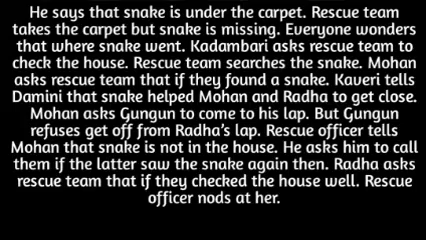 He says that snake is under the carpet. Rescue team
takes the carpet but snake is missing. Everyone wonders
that where snake went. Kadambari asks rescue team to
check the house. Rescue team searches the snake. Mohan
asks rescue team that if they found a snake. Kaveri tells
Damini that snake helped Mohan and Radha to get close.
Mohan asks Gungun to come to his lap. But Gungun
refuses get off from Radha’s lap. Rescue officer tells
Mohan that snake is not in the house. He asks him to call
them if the latter saw the snake again then. Radha asks
rescue team that if they checked the house well. Rescue
officer nods at her.